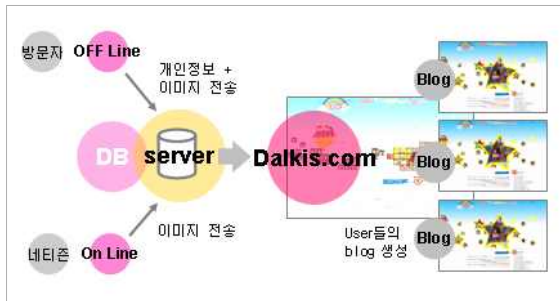 방문자 OFF Line
개인정보 +
이미지 전송
Blog
DB server
Dalkis.com
Blog
이미지 전송
User들의
blog 생성
Blog
네티즌 On Line